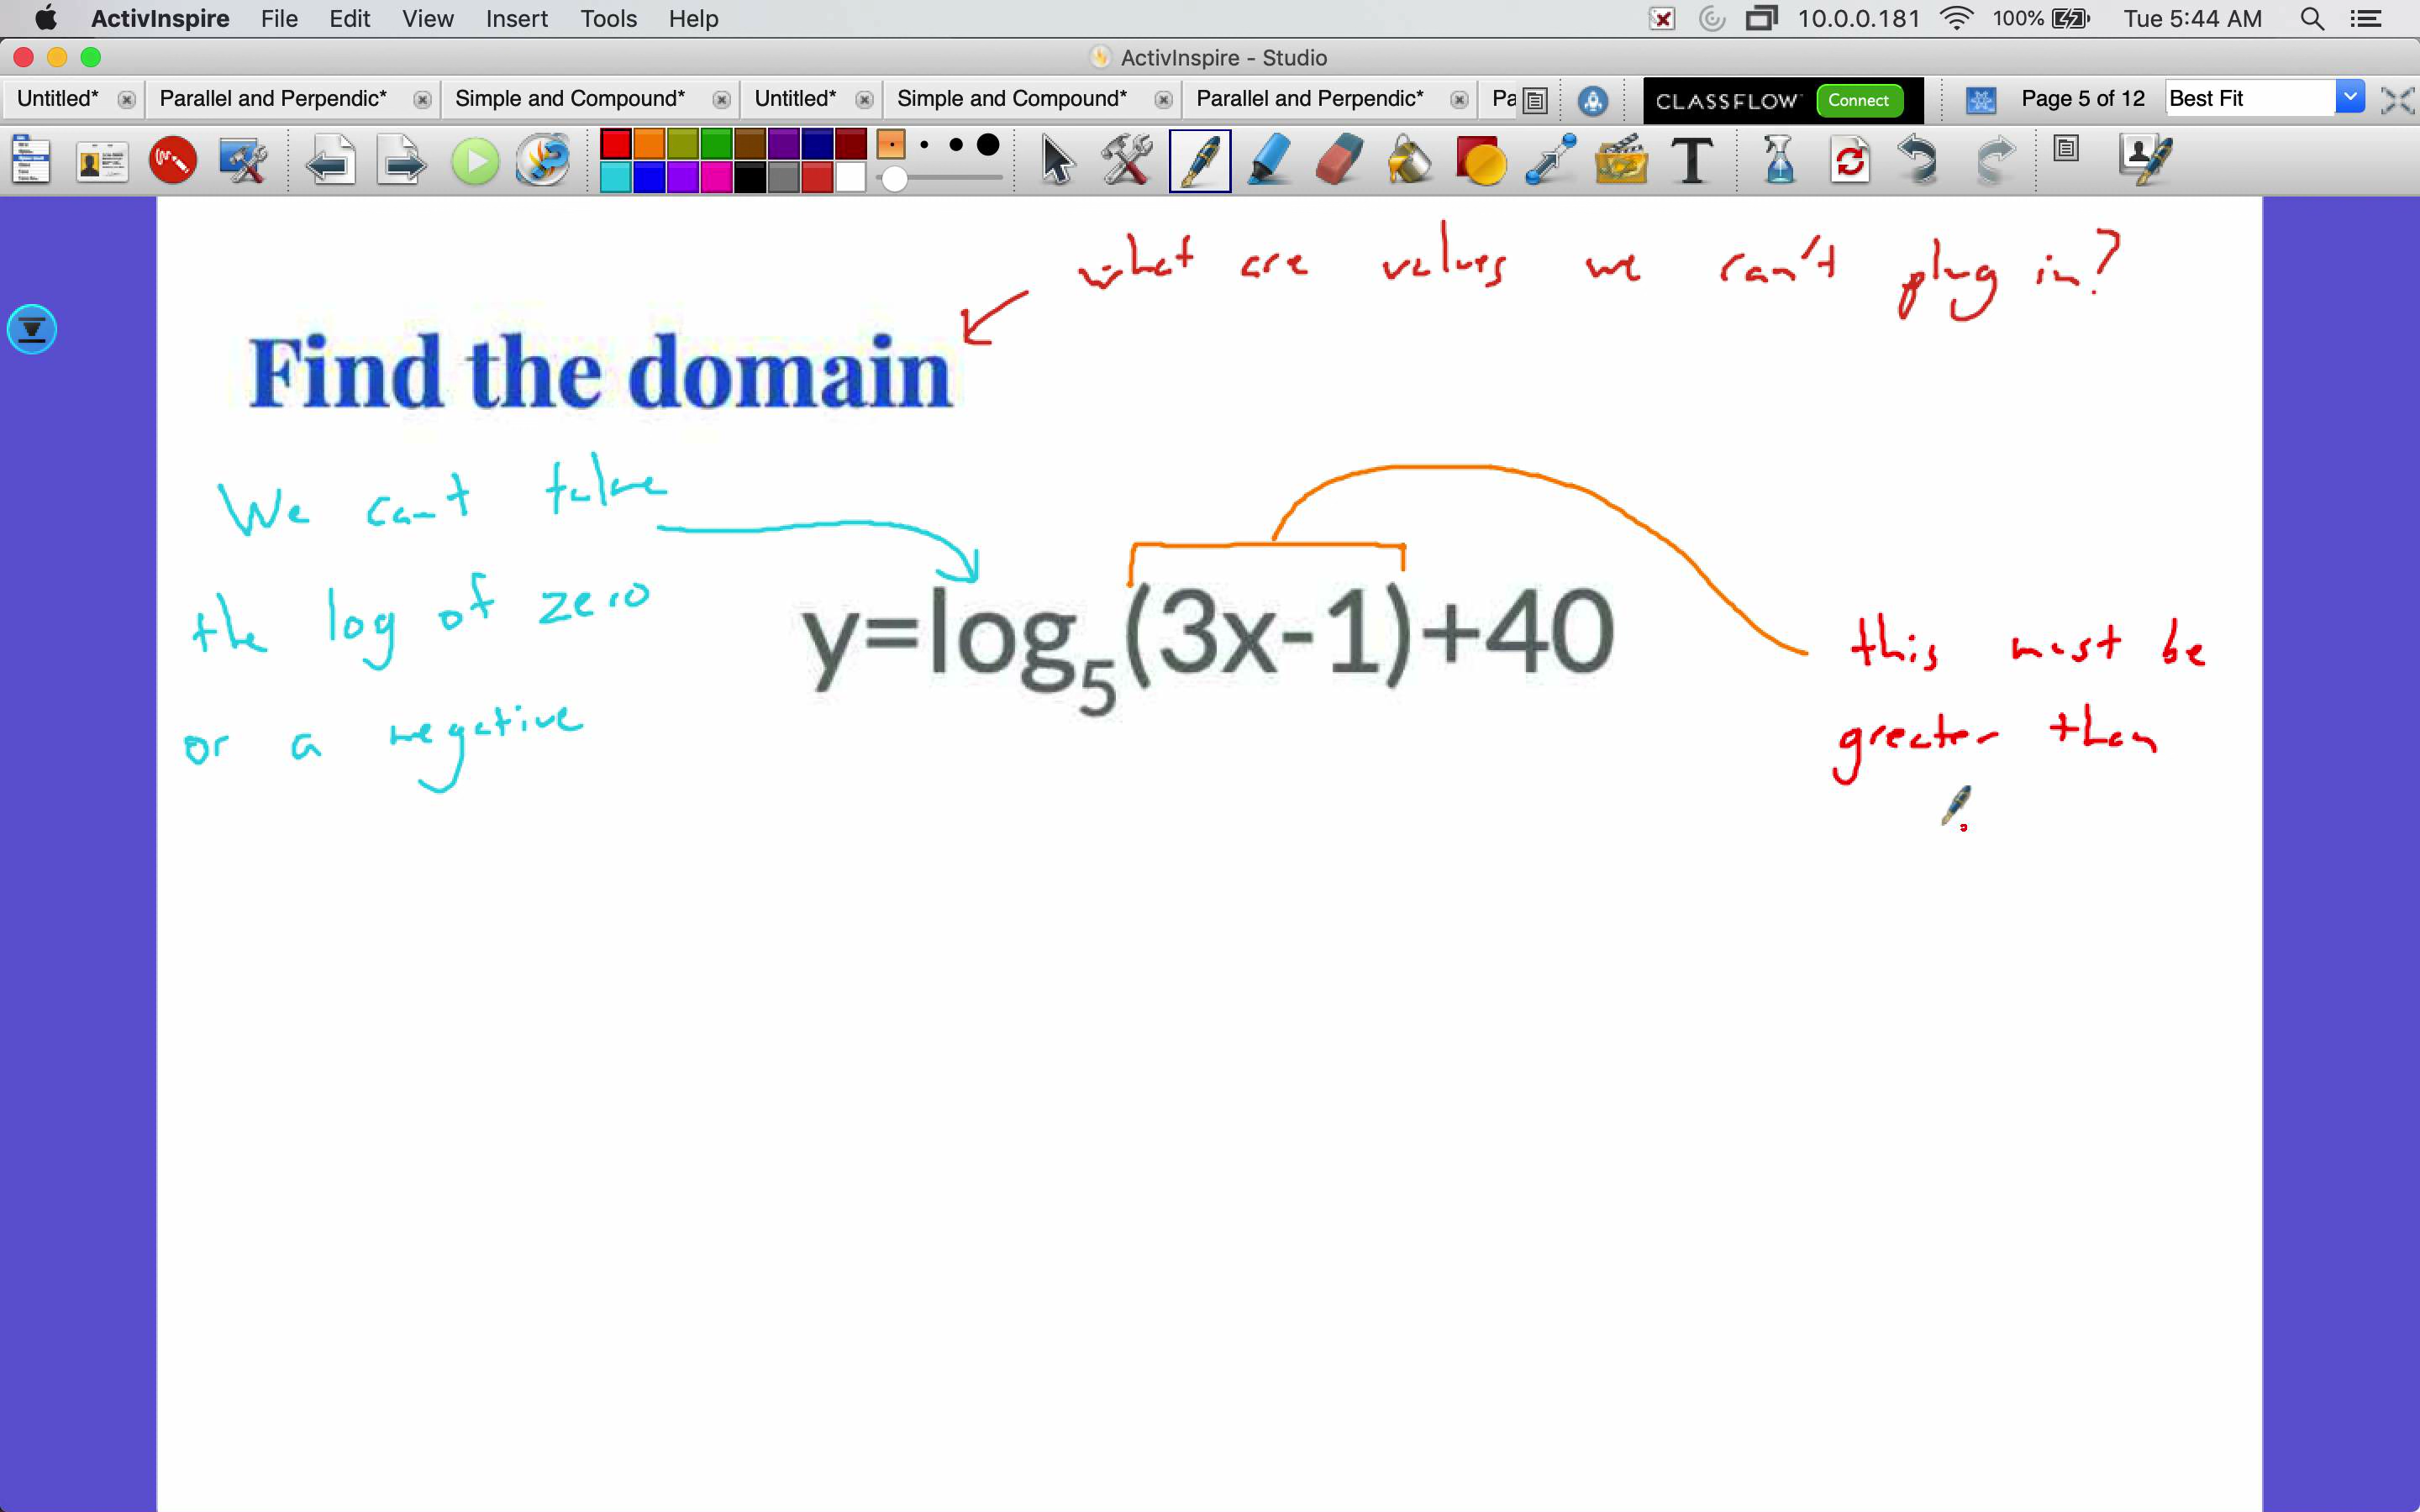 ActivInspire File Edit View Insert Tools Help 10.0.0.181 100% Tue 5:44 AM
ActivInspire - Studio
Untitled* Parallel and Perpendic* Simple and Compound* Untitled* Simple and Compound* Parallel and Perpendic* Pa CLASSFLOW Connect Page 5 of 12 Best Fit
T
what are values we can't plug in?
Find the domain
We can't take
the log of zero
or a negative
y=log₅(3x-1)+40
this must be
greater than